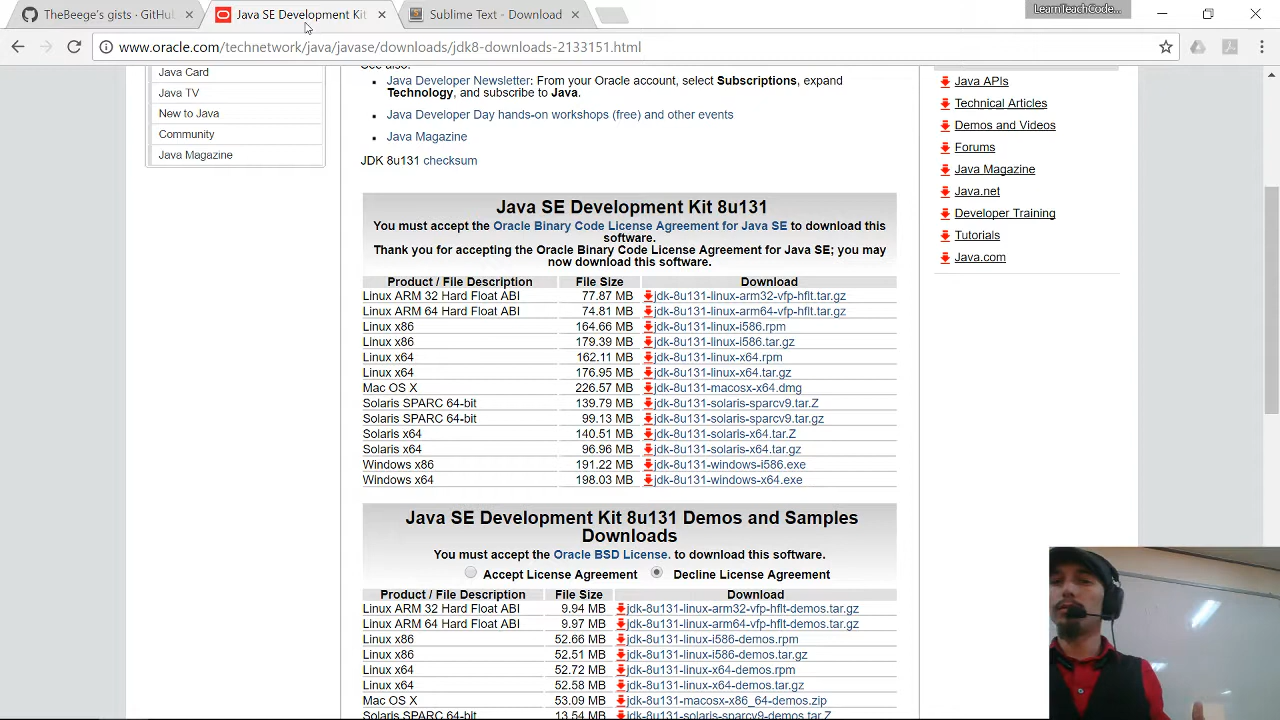 TheBeege's gists · GitHub
Java SE Development Kit
Sublime Text - Download
LearnTeachCode...
www.oracle.com/technetwork/java/javase/downloads/jdk8-downloads-2133151.html
Java Card
Java TV
New to Java
Community
Java Magazine
See also:
Java Developer Newsletter: From your Oracle account, select Subscriptions, expand
Technology, and subscribe to Java.
Java Developer Day hands-on workshops (free) and other events
Java Magazine
JDK 8u131 checksum
Java SE Development Kit 8u131
You must accept the Oracle Binary Code License Agreement for Java SE to download this
software.
Thank you for accepting the Oracle Binary Code License Agreement for Java SE; you may
now download this software.
Product / File Description File Size Download
Linux ARM 32 Hard Float ABI 77.87 MB jdk-8u131-linux-arm32-vfp-hflt.tar.gz
Linux ARM 64 Hard Float ABI 74.81 MB jdk-8u131-linux-arm64-vfp-hflt.tar.gz
Linux x86 164.66 MB jdk-8u131-linux-i586.rpm
Linux x86 179.39 MB jdk-8u131-linux-i586.tar.gz
Linux x64 162.11 MB jdk-8u131-linux-x64.rpm
Linux x64 176.95 MB jdk-8u131-linux-x64.tar.gz
Mac OS X 226.57 MB jdk-8u131-macosx-x64.dmg
Solaris SPARC 64-bit 139.79 MB jdk-8u131-solaris-sparcv9.tar.Z
Solaris SPARC 64-bit 99.13 MB jdk-8u131-solaris-sparcv9.tar.gz
Solaris x64 140.51 MB jdk-8u131-solaris-x64.tar.Z
Solaris x64 96.96 MB jdk-8u131-solaris-x64.tar.gz
Windows x86 191.22 MB jdk-8u131-windows-i586.exe
Windows x64 198.03 MB jdk-8u131-windows-x64.exe
Java SE Development Kit 8u131 Demos and Samples
Downloads
You must accept the Oracle BSD License. to download this software.
Accept License Agreement Decline License Agreement
Product / File Description File Size Download
Linux ARM 32 Hard Float ABI 9.94 MB jdk-8u131-linux-arm32-vfp-hflt-demos.tar.gz
Linux ARM 64 Hard Float ABI 9.97 MB jdk-8u131-linux-arm64-vfp-hflt-demos.tar.gz
Linux x86 52.66 MB jdk-8u131-linux-i586-demos.rpm
Linux x86 52.51 MB jdk-8u131-linux-i586-demos.tar.gz
Linux x64 52.72 MB jdk-8u131-linux-x64-demos.rpm
Linux x64 52.58 MB jdk-8u131-linux-x64-demos.tar.gz
Mac OS X 53.09 MB jdk-8u131-macosx-x86_64-demos.zip
Solaris SPARC 64-bit 13.54 MB jdk-8u131-solaris-sparcv9-demos.tar.Z
Java APIs
Technical Articles
Demos and Videos
Forums
Java Magazine
Java.net
Developer Training
Tutorials
Java.com